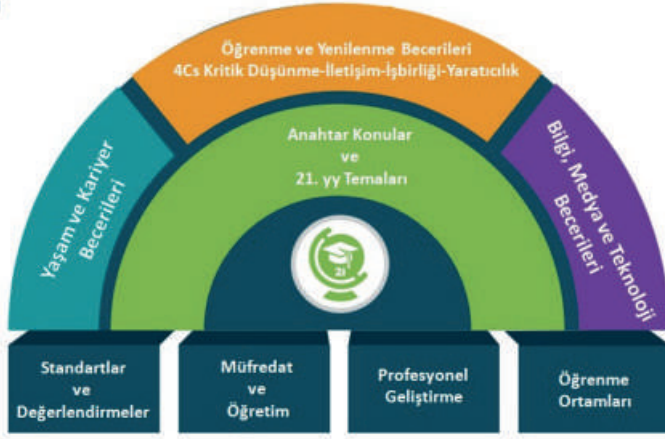 Öğrenme ve Yenilenme Becerileri
4Cs Kritik Düşünme-İletişim-İşbirliği-Yaratıcılık
Yaşam ve Kariyer
Becerileri
Anahtar Konular
ve
21. yy Temaları
Bilgi, Medya ve Teknoloji
Becerileri
21
Standartlar
ve
Değerlendirmeler
Müfredat
ve
Öğretim
Profesyonel
Geliştirme
Öğrenme
Ortamları